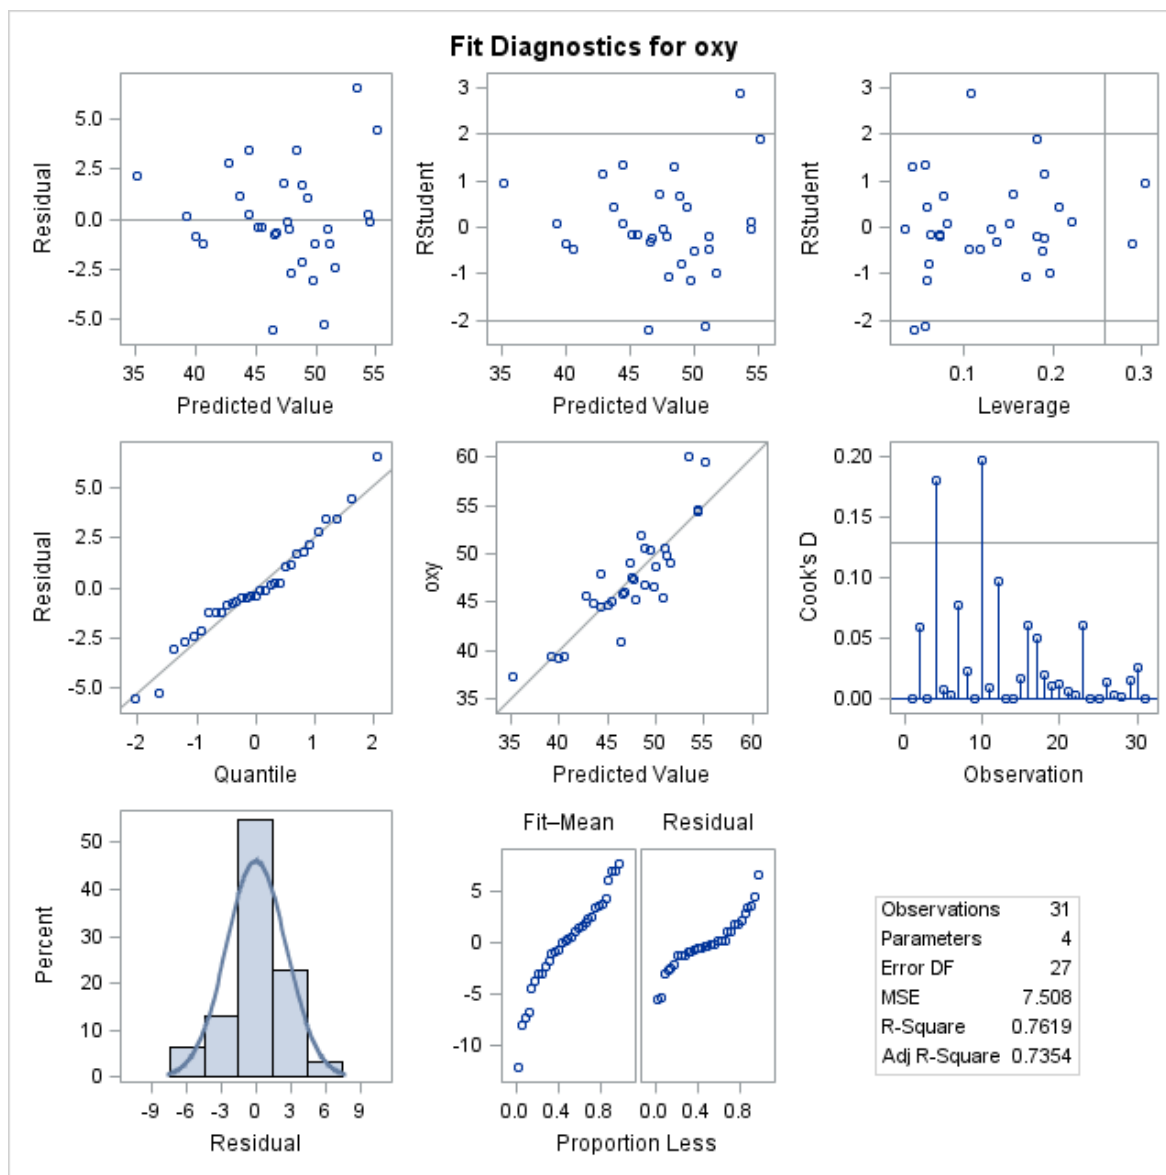 Fit Diagnostics for oxy
Residual
5.0
2.5
0.0
-2.5
-5.0
35 40 45 50 55
Predicted Value
RStudent
3
2
1
0
-1
-2
35 40 45 50 55
Predicted Value
RStudent
3
2
1
0
-1
-2
0.1 0.2 0.3
Leverage
Residual
5.0
2.5
0.0
-2.5
-5.0
-2 -1 0 1 2
Quantile
oxy
60
55
50
45
40
35
35 40 45 50 55 60
Predicted Value
Cook's D
0.20
0.15
0.10
0.05
0.00
0 10 20 30
Observation
Percent
50
40
30
20
10
0
-9 -6 -3 0 3 6 9
Residual
Fit–Mean Residual
5
0
-5
-10
0.0 0.4 0.8 0.0 0.4 0.8
Proportion Less
Observations 31
Parameters 4
Error DF 27
MSE 7.508
R-Square 0.7619
Adj R-Square 0.7354